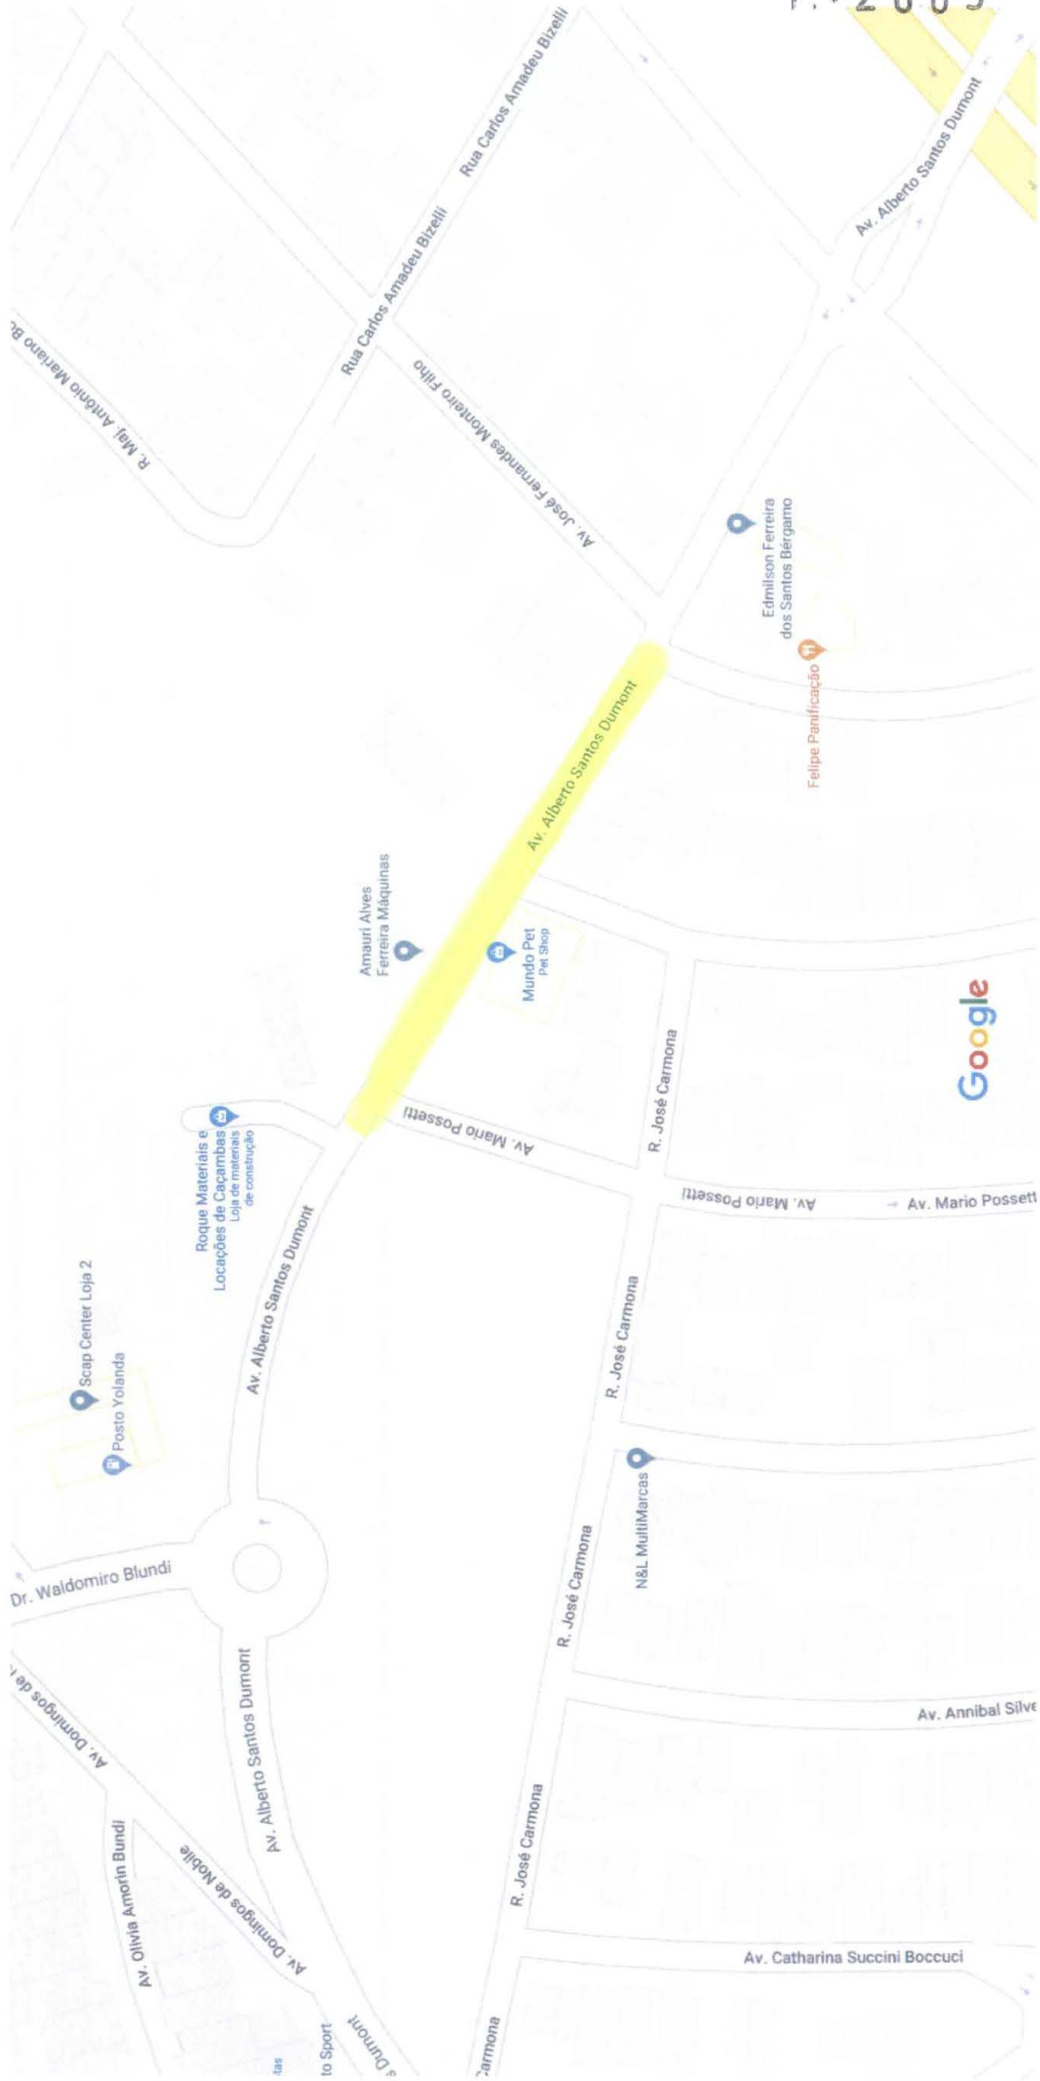 Rua Carlos Amadeu Bizelli
Rua Carlos Amadeu Bizelli
Av. Alberto Santos Dumont
R. Maj. Antônio Mariano Bo
Av. José Fernandes Monteiro Filho
Edmilson Ferreira
dos Santos Bérgamo
Felipe Panificação
Av. Alberto Santos Dumont
Amauri Alves
Ferreira Máquinas
Mundo Pet
Pet Shop
Google
Roque Materiais e
Locações de Caçambas
Loja de materiais
de construção
Av. Mario Possetti
R. José Carmona
Av. Mario Possetti
Av. Mario Possett
Av. Alberto Santos Dumont
R. José Carmona
Scap Center Loja 2
Posto Yolanda
N&L MultiMarcas
Dr. Waldomiro Blundi
R. José Carmona
Av. Domingos de
Av. Alberto Santos Dumont
Av. Annibal Silve
Av. Olivia Amorin Bundi
Av. Domingos de Nobile
R. José Carmona
Av. Catharina Succini Boccuci
to Sport
s Dumont
Carmona